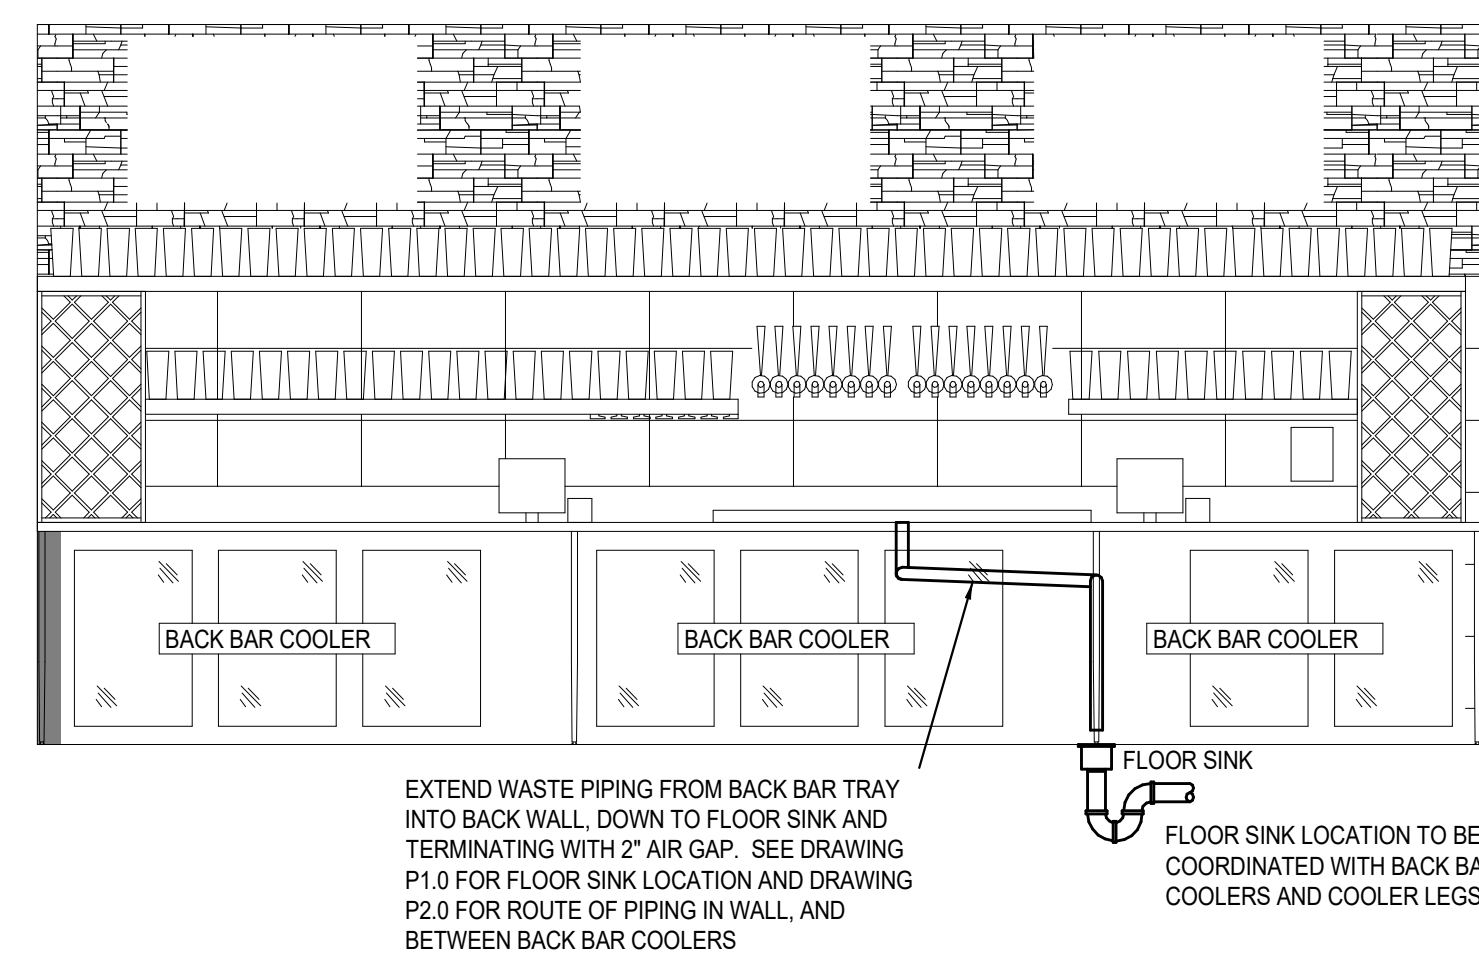 BACK BAR COOLER
BACK BAR COOLER
BACK BAR COOLER
FLOOR SINK
EXTEND WASTE PIPING FROM BACK BAR TRAY
INTO BACK WALL, DOWN TO FLOOR SINK AND
TERMINATING WITH 2" AIR GAP. SEE DRAWING
P1.0 FOR FLOOR SINK LOCATION AND DRAWING
P2.0 FOR ROUTE OF PIPING IN WALL, AND
BETWEEN BACK BAR COOLERS
FLOOR SINK LOCATION TO BE
COORDINATED WITH BACK BA
COOLERS AND COOLER LEGS